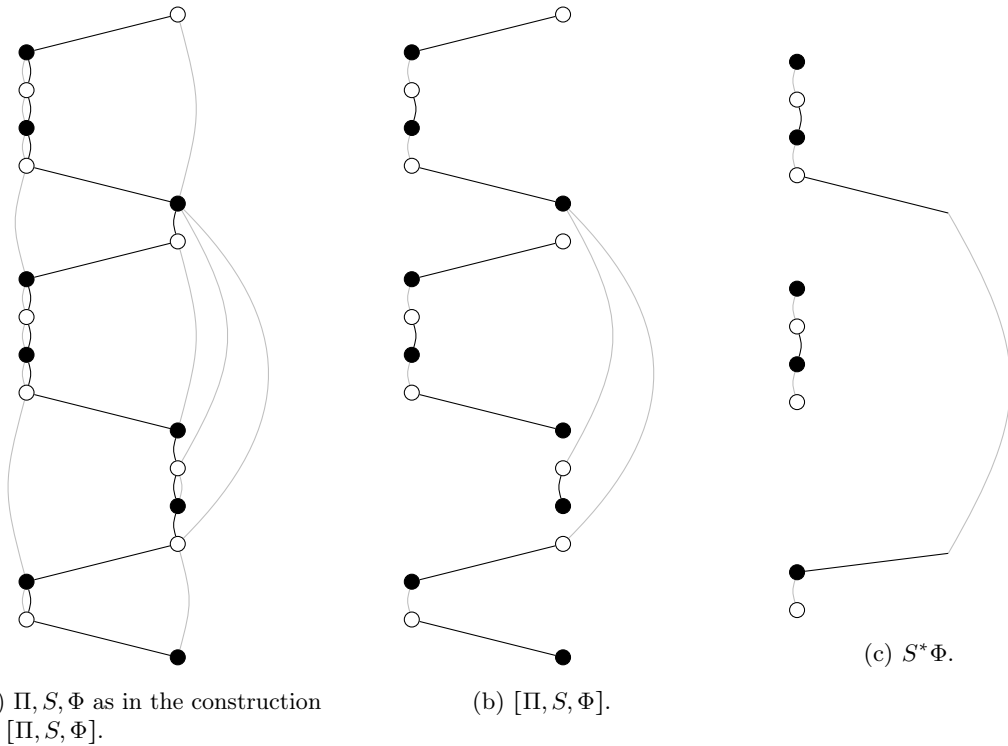 ) Π, S, Φ as in the construction
[Π, S, Φ].
(b) [Π, S, Φ].
(c) S*Φ.